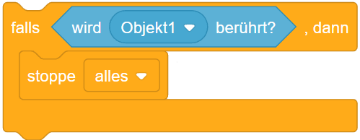 falls wird Objekt1 berührt? , dann
stoppe alles